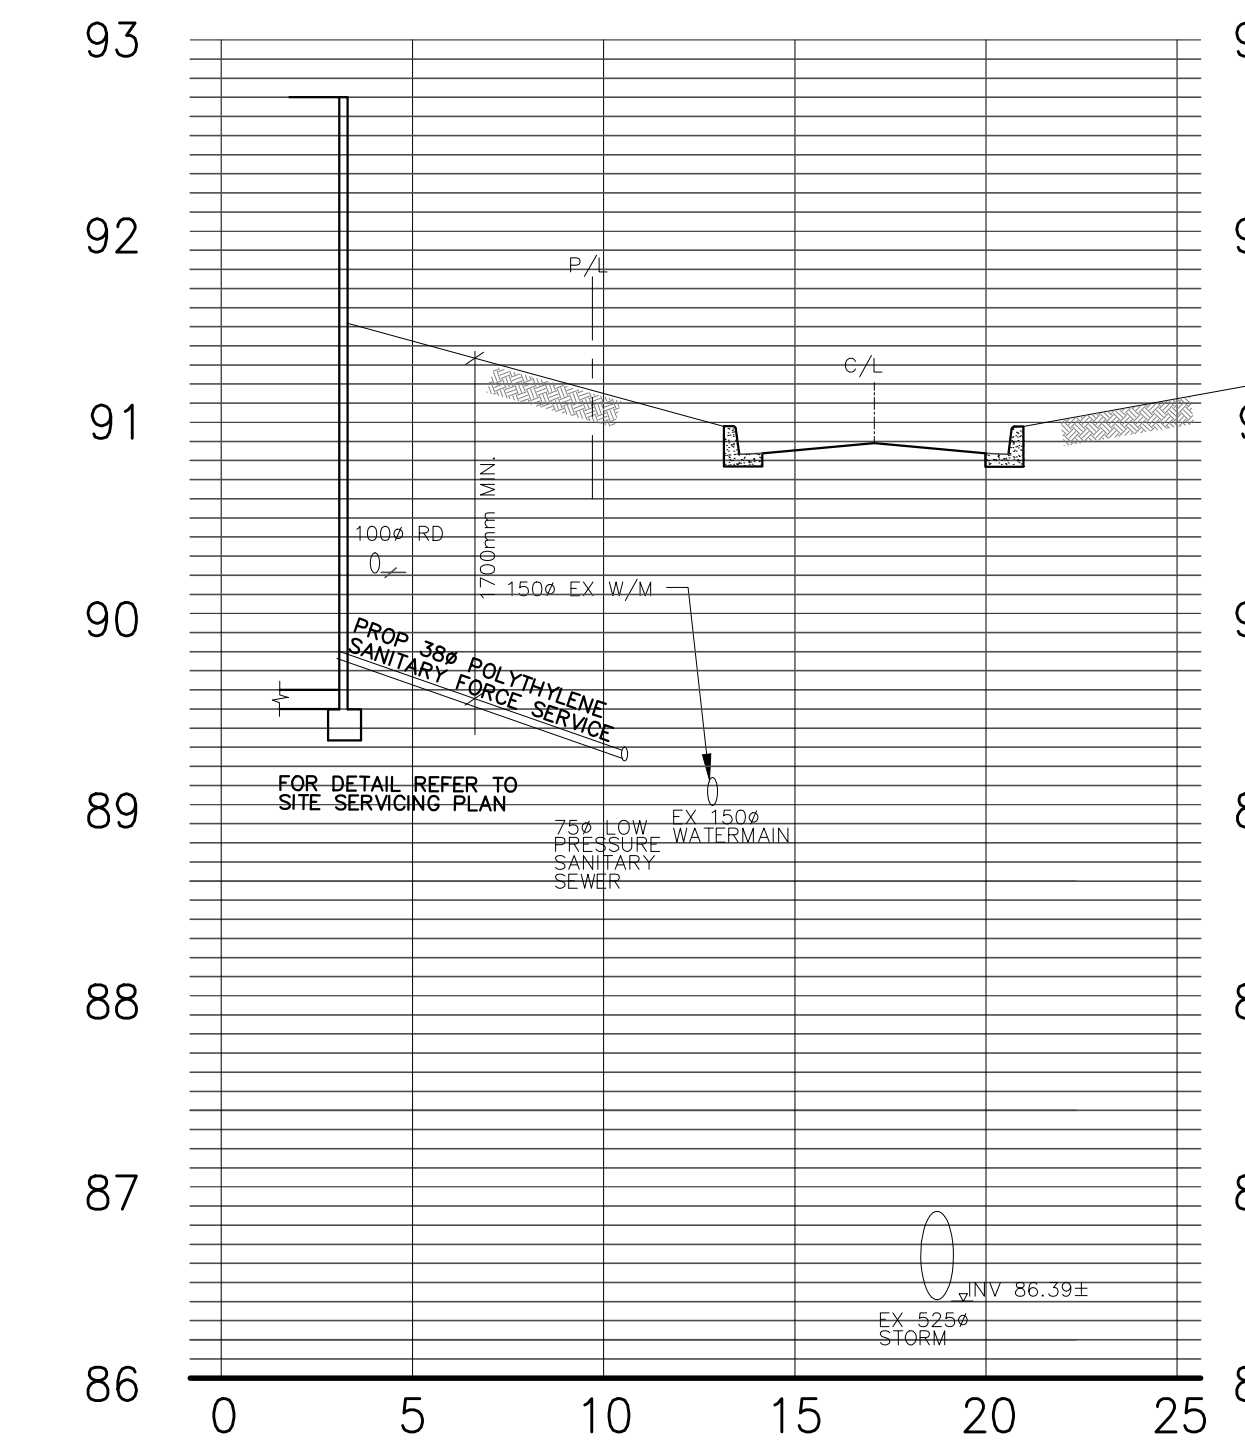 93
92
P/L
C/L
91
1700mm MIN.
100ø RD
150ø EX W/M
90
PROP 38ø POLYTHYLENE
SANITARY FORCE SERVICE
FOR DETAIL REFER TO
SITE SERVICING PLAN
89
75ø LOW
PRESSURE
SANITARY
SEWER
EX 150ø
WATERMAIN
88
87
INV 86.39±
EX 525ø
STORM
86
0 5 10 15 20 25